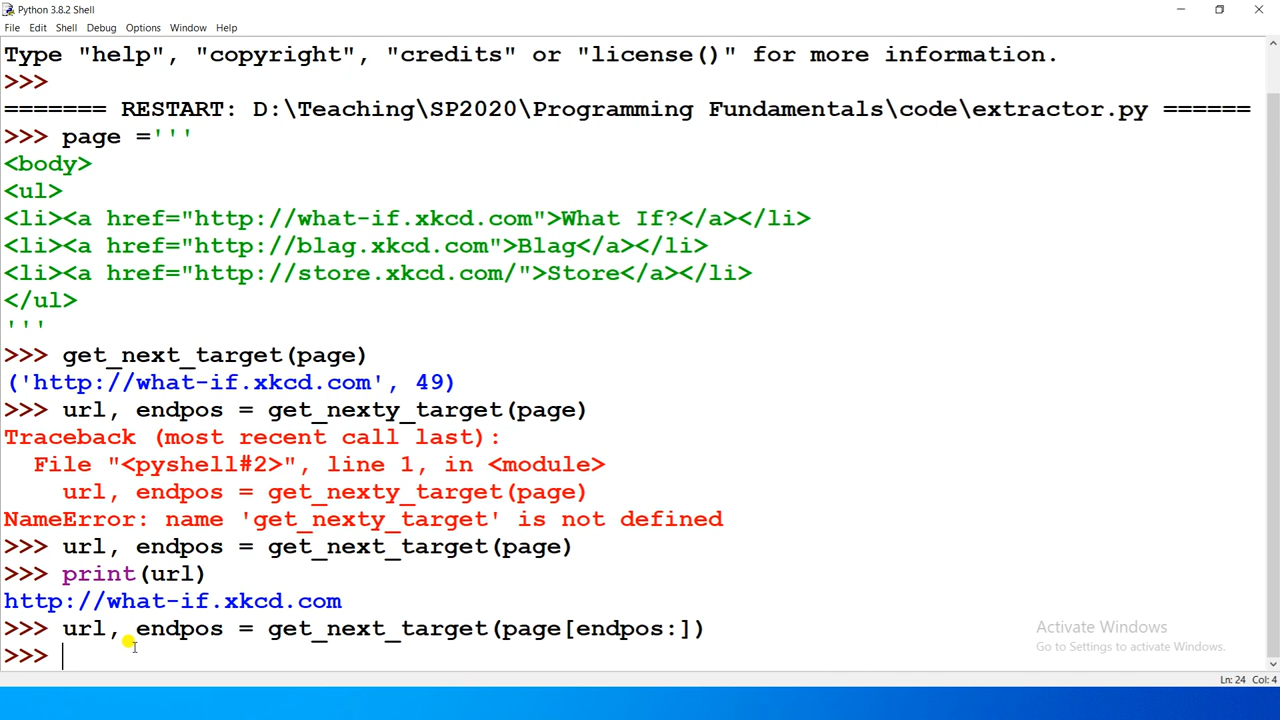 Python 3.8.2 Shell
File Edit Shell Debug Options Window Help
Type "help", "copyright", "credits" or "license()" for more information.
>>>
======= RESTART: D:\Teaching\SP2020\Programming Fundamentals\code\extractor.py ======
>>> page ='''
<body>
<ul>
<li><a href="http://what-if.xkcd.com">What If?</a></li>
<li><a href="http://blag.xkcd.com">Blag</a></li>
<li><a href="http://store.xkcd.com/">Store</a></li>
</ul>
'''
>>> get_next_target(page)
('http://what-if.xkcd.com', 49)
>>> url, endpos = get_nexty_target(page)
Traceback (most recent call last):
  File "<pyshell#2>", line 1, in <module>
    url, endpos = get_nexty_target(page)
NameError: name 'get_nexty_target' is not defined
>>> url, endpos = get_next_target(page)
>>> print(url)
http://what-if.xkcd.com
>>> url, endpos = get_next_target(page[endpos:])
>>>
Activate Windows
Go to Settings to activate Windows.
Ln: 24 Col: 4